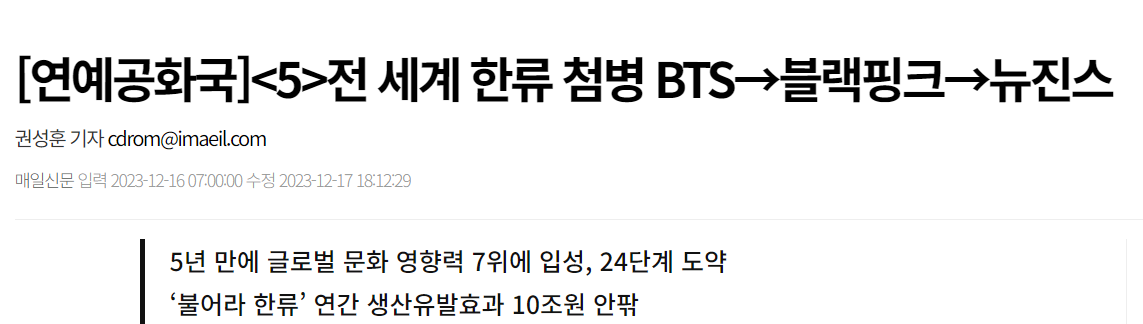 [연예공화국]<5>전 세계 한류 첨병 BTS→블랙핑크→뉴진스
권성훈 기자 cdrom@imaeil.com
매일신문 입력 2023-12-16 07:00:00 수정 2023-12-17 18:12:29
5년 만에 글로벌 문화 영향력 7위에 입성, 24단계 도약
‘불어라 한류’ 연간 생산유발효과 10조원 안팎